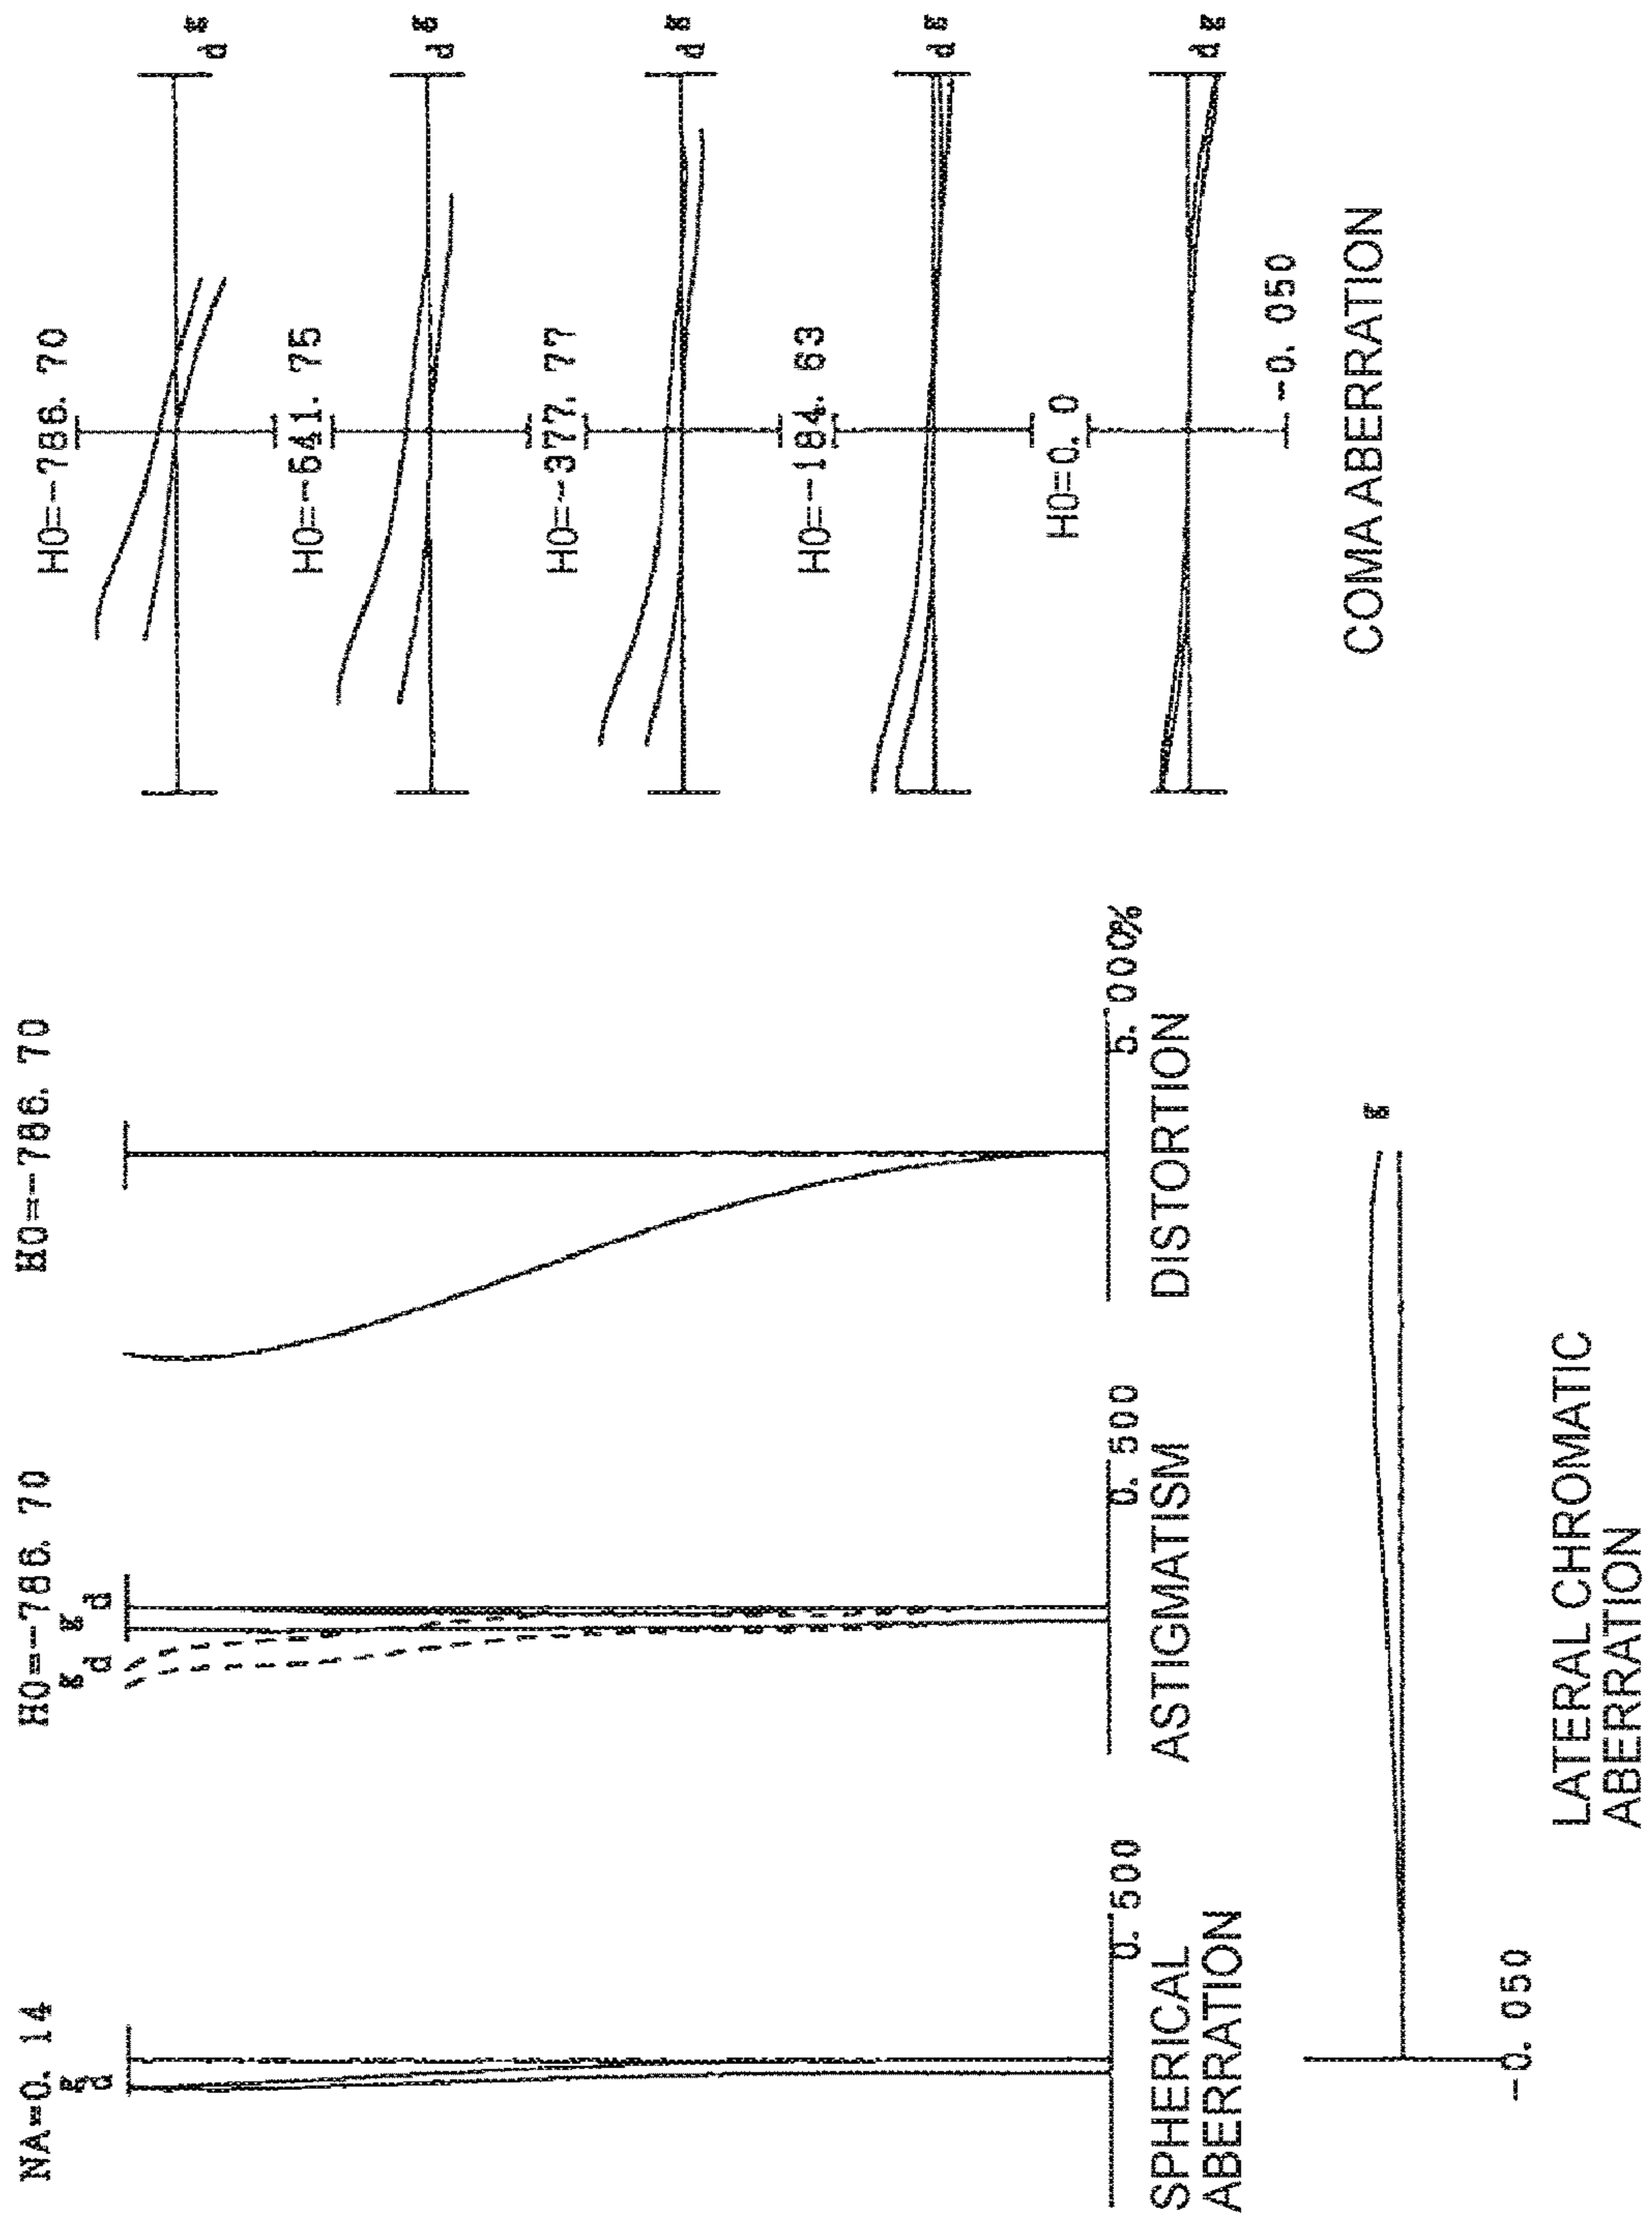 NA=0. 14
g
d
0. 500
SPHERICAL
ABERRATION
H0=-786. 70
g d g d
0. 500
ASTIGMATISM
H0=-786. 70
5. 000%
DISTORTION
H0=-786. 70
g
d
H0=-541. 75
g
d
H0=-377. 77
g
d
H0=-184. 63
g
d
H0=0. 0
g
d
-0. 050
COMA ABERRATION
g
-0. 050
LATERAL CHROMATIC
ABERRATION